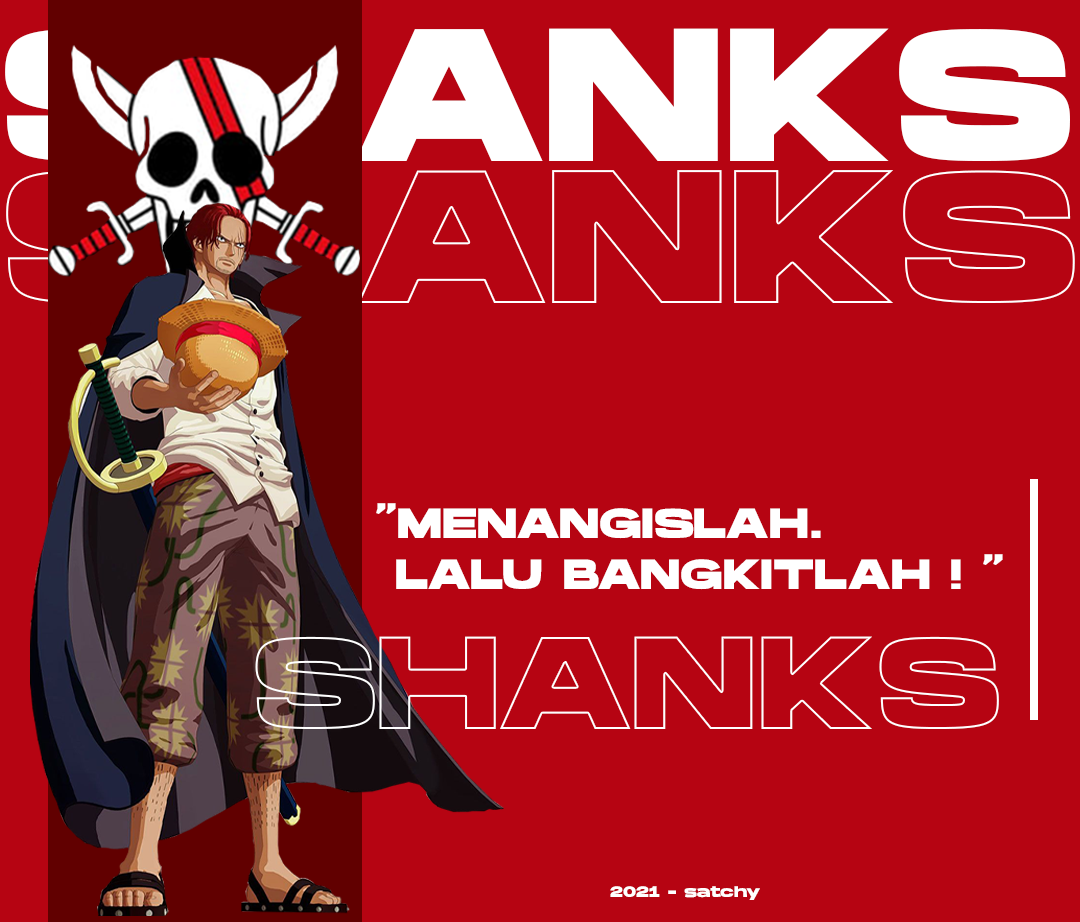 SHANKS
SHANKS
"MENANGISLAH.
LALU BANGKITLAH ! "
SHANKS
2021 - satchy